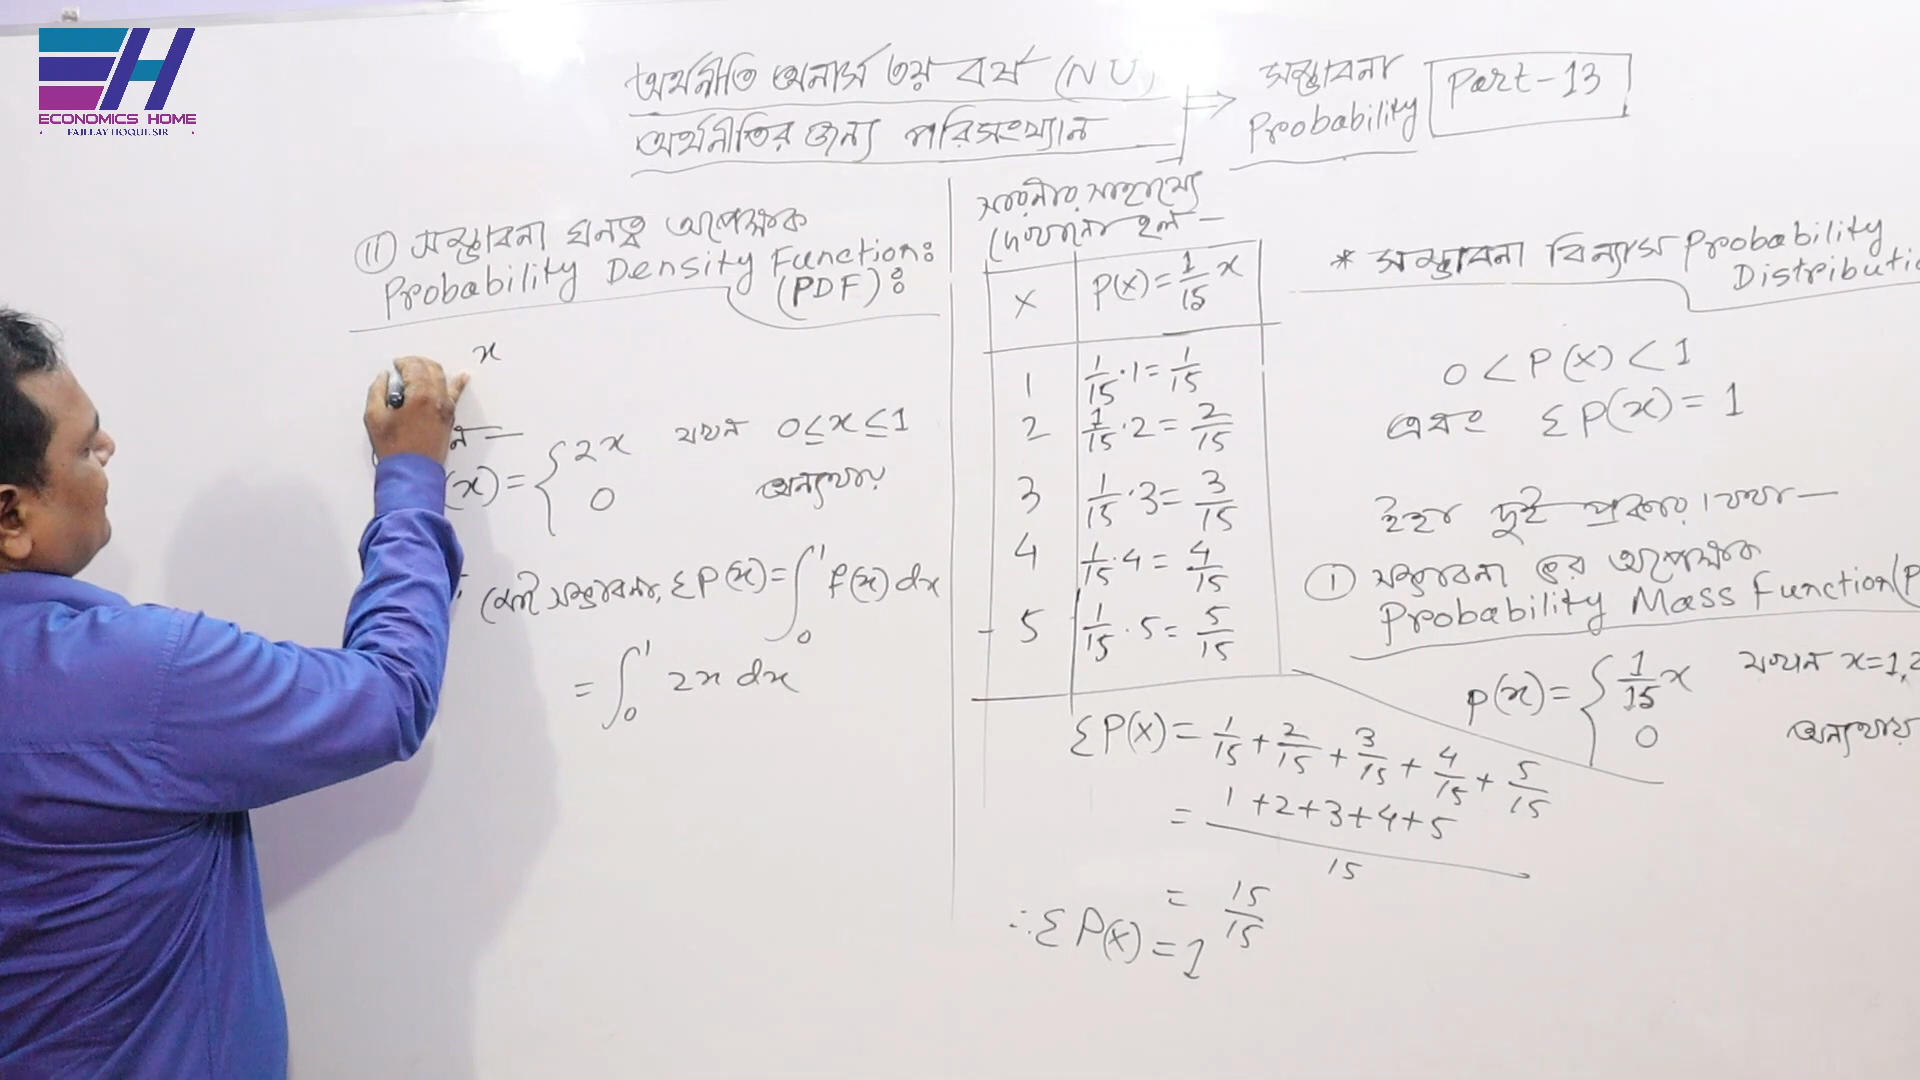 ECONOMICS HOME
FAJLLAY HOQUE SIR
অর্থনীতি অনার্স ৩য় বর্ষ (NU)
অর্থনীতির জন্য পরিসংখ্যান
সম্ভাবনা
Probability
Part-13
(II) সম্ভাবনা ঘনত্ব অপেক্ষক
Probability Density Function:
(PDF):
x
(x) = { 2x যখন 0≤x≤1
0 অন্যথায়
মোট সম্ভাবনা, ΣP(x) = ∫₀¹ f(x) dx
= ∫₀¹ 2x dx
সারনীর সাহায্যে
দেখানো হল—
X P(x) = 1/15 x
1 1/15 · 1 = 1/15
2 1/15 · 2 = 2/15
3 1/15 · 3 = 3/15
4 1/15 · 4 = 4/15
5 1/15 · 5 = 5/15
ΣP(X) = 1/15 + 2/15 + 3/15 + 4/15 + 5/15
= 1+2+3+4+5 / 15
= 15/15
∴ ΣP(X) = 1
* সম্ভাবনা বিন্যাস Probability
Distributio
0 < P(X) < 1
এবং ΣP(x) = 1
ইহা দুই প্রকার। যথা—
(I) সম্ভাবনা ভর অপেক্ষক
Probability Mass Function (P
P(x) = { 1/15 x যখন x=1,2
0 অন্যথায়